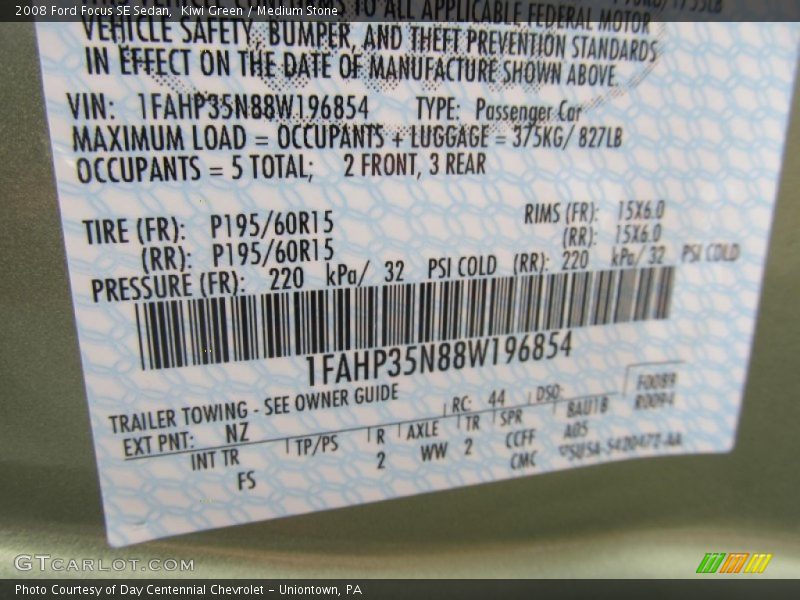 2008 Ford Focus SE Sedan, Kiwi Green / Medium Stone
TO ALL APPLICABLE FEDERAL MOTOR
VEHICLE SAFETY, BUMPER, AND THEFT PREVENTION STANDARDS
IN EFFECT ON THE DATE OF MANUFACTURE SHOWN ABOVE.
VIN: 1FAHP35N88W196854 TYPE: Passenger Car
MAXIMUM LOAD = OCCUPANTS + LUGGAGE = 375KG/ 827LB
OCCUPANTS = 5 TOTAL; 2 FRONT, 3 REAR
TIRE (FR): P195/60R15 RIMS (FR): 15X6.0
(RR): P195/60R15 (RR): 15X6.0
PRESSURE (FR): 220 kPa/ 32 PSI COLD (RR): 220 kPa/ 32 PSI COLD
1FAHP35N88W196854
TRAILER TOWING - SEE OWNER GUIDE
EXT PNT: NZ RC: 44 DSO: F0089
R0094
INT TR TP/PS R AXLE TR SPR BAU1B
FS 2 WW 2 CCFF A05
CMC
GTCARLOT.COM
Photo Courtesy of Day Centennial Chevrolet - Uniontown, PA